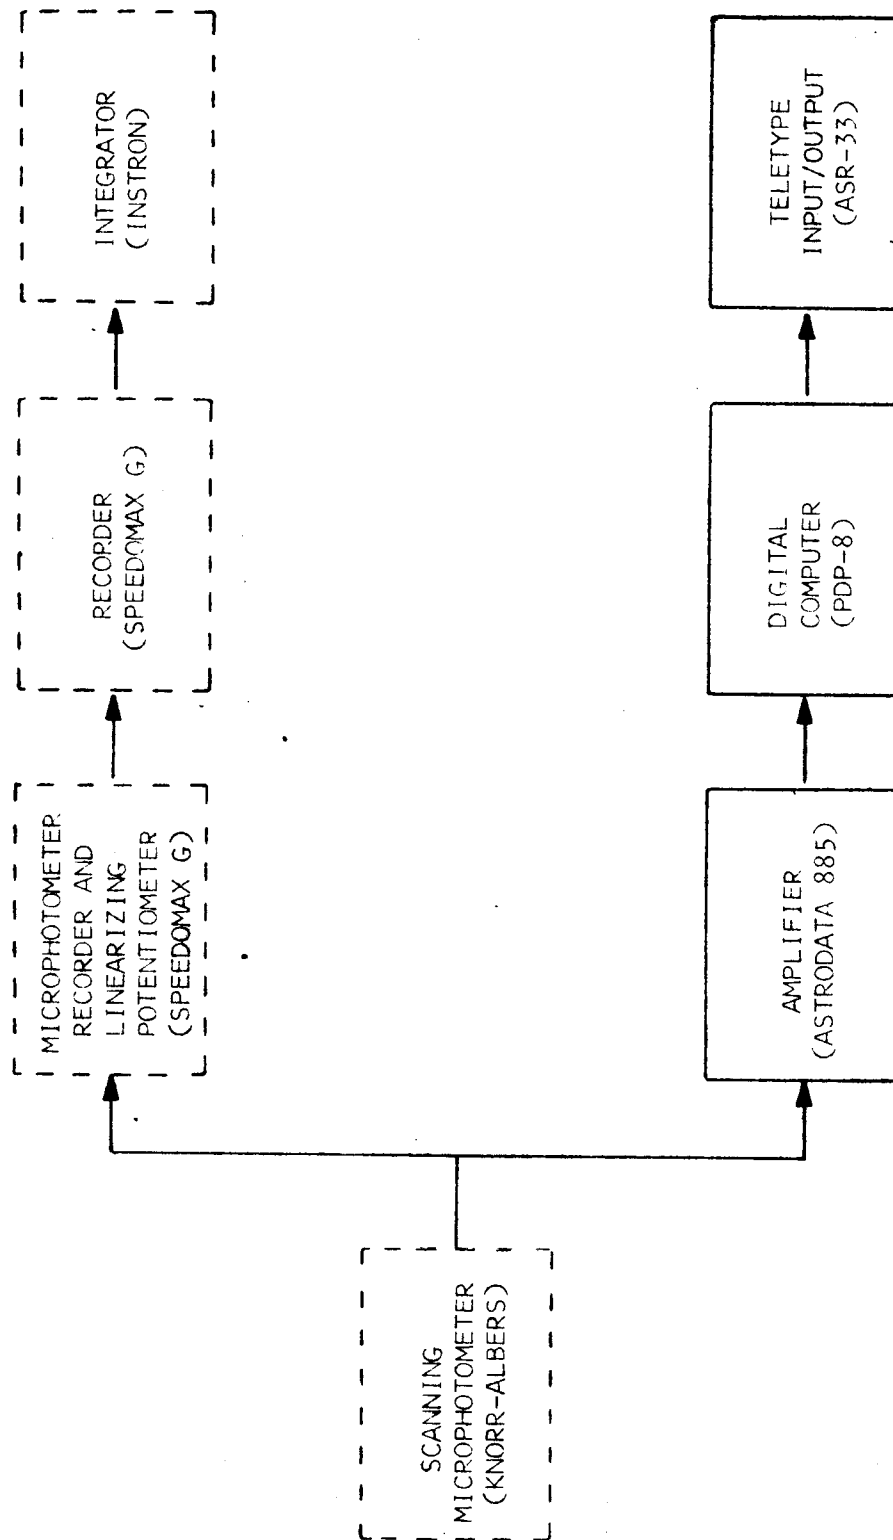 SCANNING
MICROPHOTOMETER
(KNORR-ALBERS)
MICROPHOTOMETER
RECORDER AND
LINEARIZING
POTENTIOMETER
(SPEEDOMAX G)
RECORDER
(SPEEDOMAX G)
INTEGRATOR
(INSTRON)
AMPLIFIER
(ASTRODATA 885)
DIGITAL
COMPUTER
(PDP-8)
TELETYPE
INPUT/OUTPUT
(ASR-33)